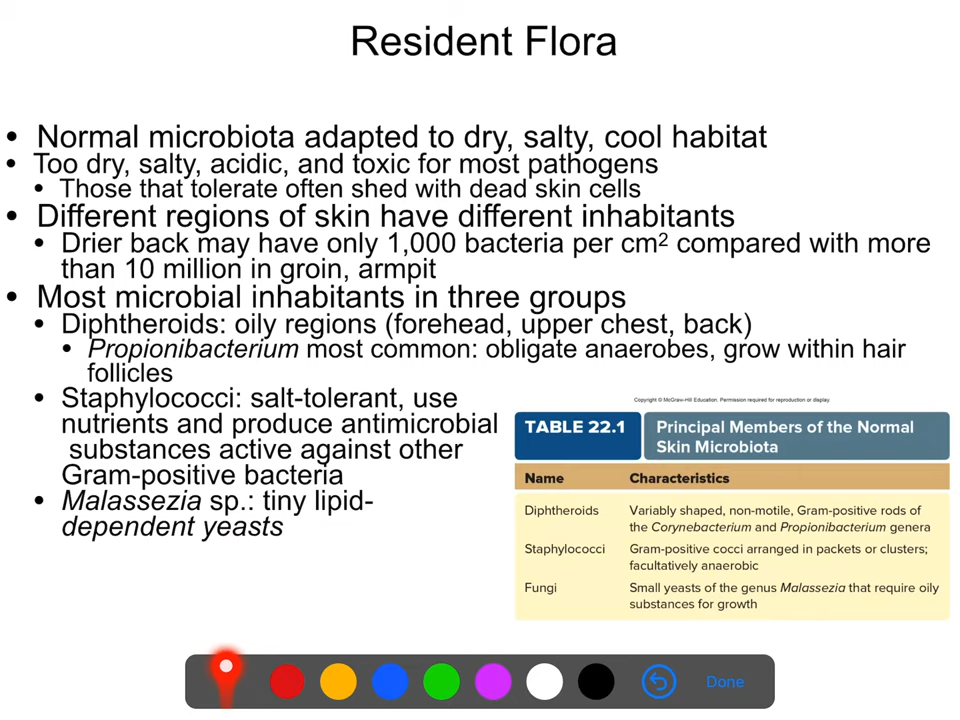 Resident Flora
• Normal microbiota adapted to dry, salty, cool habitat
• Too dry, salty, acidic, and toxic for most pathogens
• Those that tolerate often shed with dead skin cells
• Different regions of skin have different inhabitants
• Drier back may have only 1,000 bacteria per cm² compared with more
than 10 million in groin, armpit
• Most microbial inhabitants in three groups
• Diphtheroids: oily regions (forehead, upper chest, back)
• Propionibacterium most common: obligate anaerobes, grow within hair
follicles
• Staphylococci: salt-tolerant, use
nutrients and produce antimicrobial
substances active against other
Gram-positive bacteria
• Malassezia sp.: tiny lipid-
dependent yeasts
Copyright © McGraw-Hill Education. Permission required for reproduction or display.
TABLE 22.1
Principal Members of the Normal
Skin Microbiota
Name Characteristics
Diphtheroids Variably shaped, non-motile, Gram-positive rods of
the Corynebacterium and Propionibacterium genera
Staphylococci Gram-positive cocci arranged in packets or clusters;
facultatively anaerobic
Fungi Small yeasts of the genus Malassezia that require oily
substances for growth
Done